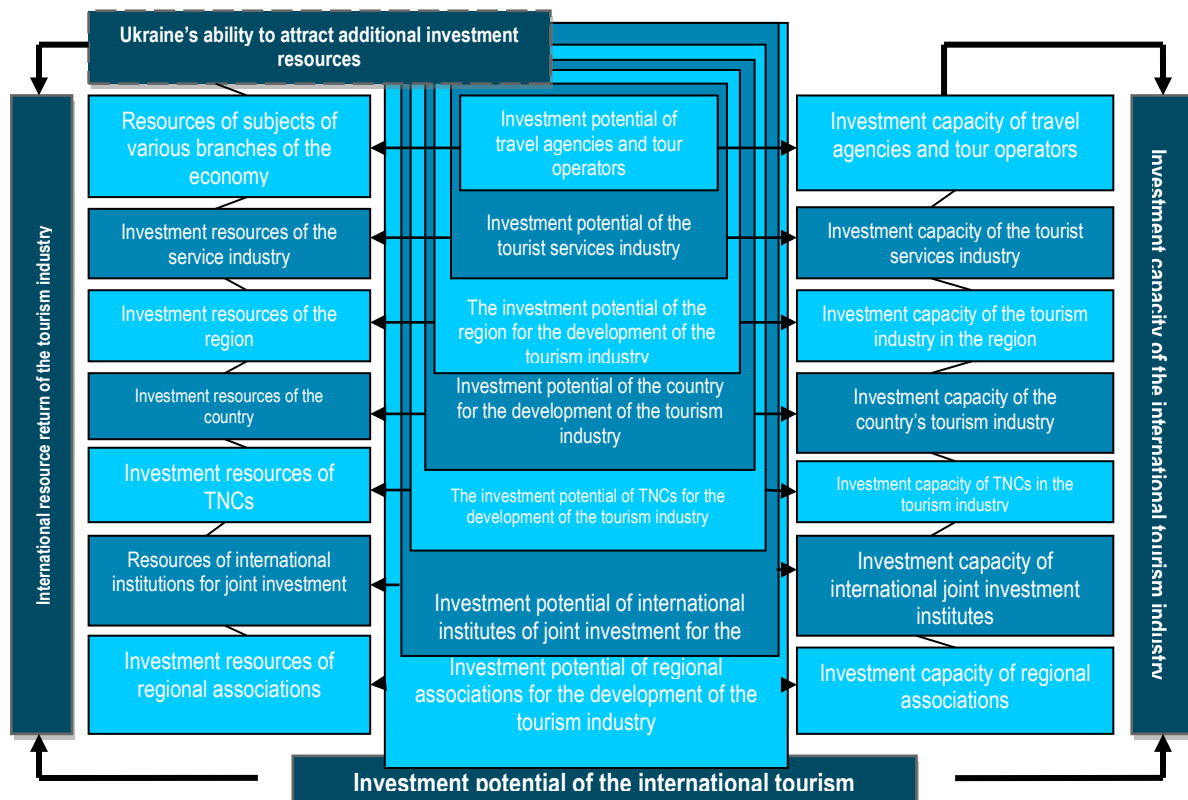 Ukraine's ability to attract additional investment
resources
International resource return of the tourism industry
Resources of subjects of
various branches of the
economy
Investment resources of the
service industry
Investment resources of the
region
Investment resources of the
country
Investment resources of
TNCs
Resources of international
institutions for joint investment
Investment resources of
regional associations
Investment potential of
travel agencies and tour
operators
Investment potential of the
tourist services industry
The investment potential of
the region for the development of the
tourism industry
Investment potential of the country
for the development of the tourism
industry
The investment potential of TNCs for the
development of the tourism industry
Investment potential of international
institutes of joint investment for the
Investment potential of regional
associations for the development of the
tourism industry
Investment capacity of travel
agencies and tour operators
Investment capacity of the tourist
services industry
Investment capacity of the tourism
industry in the region
Investment capacity of the
country's tourism industry
Investment capacity of TNCs in the
tourism industry
Investment capacity of
international joint investment
institutes
Investment capacity of regional
associations
Investment capacity of the international tourism industry
Investment potential of the international tourism